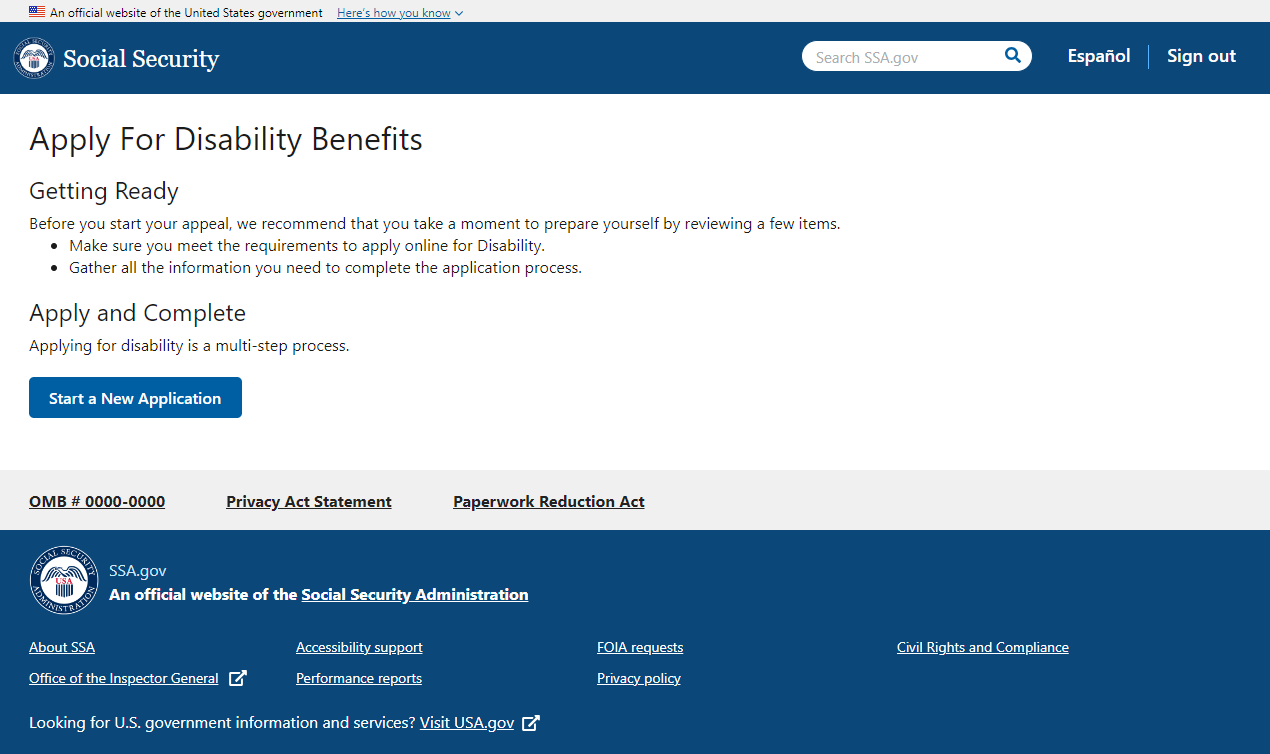 An official website of the United States government Here's how you know
Social Security
Search SSA.gov
Español
Sign out
Apply For Disability Benefits
Getting Ready
Before you start your appeal, we recommend that you take a moment to prepare yourself by reviewing a few items.
• Make sure you meet the requirements to apply online for Disability.
• Gather all the information you need to complete the application process.
Apply and Complete
Applying for disability is a multi-step process.
Start a New Application
OMB # 0000-0000 Privacy Act Statement Paperwork Reduction Act
SOCIAL SECURITY ADMINISTRATION
USA
SSA.gov
An official website of the Social Security Administration
About SSA Accessibility support FOIA requests Civil Rights and Compliance
Office of the Inspector General Performance reports Privacy policy
Looking for U.S. government information and services? Visit USA.gov